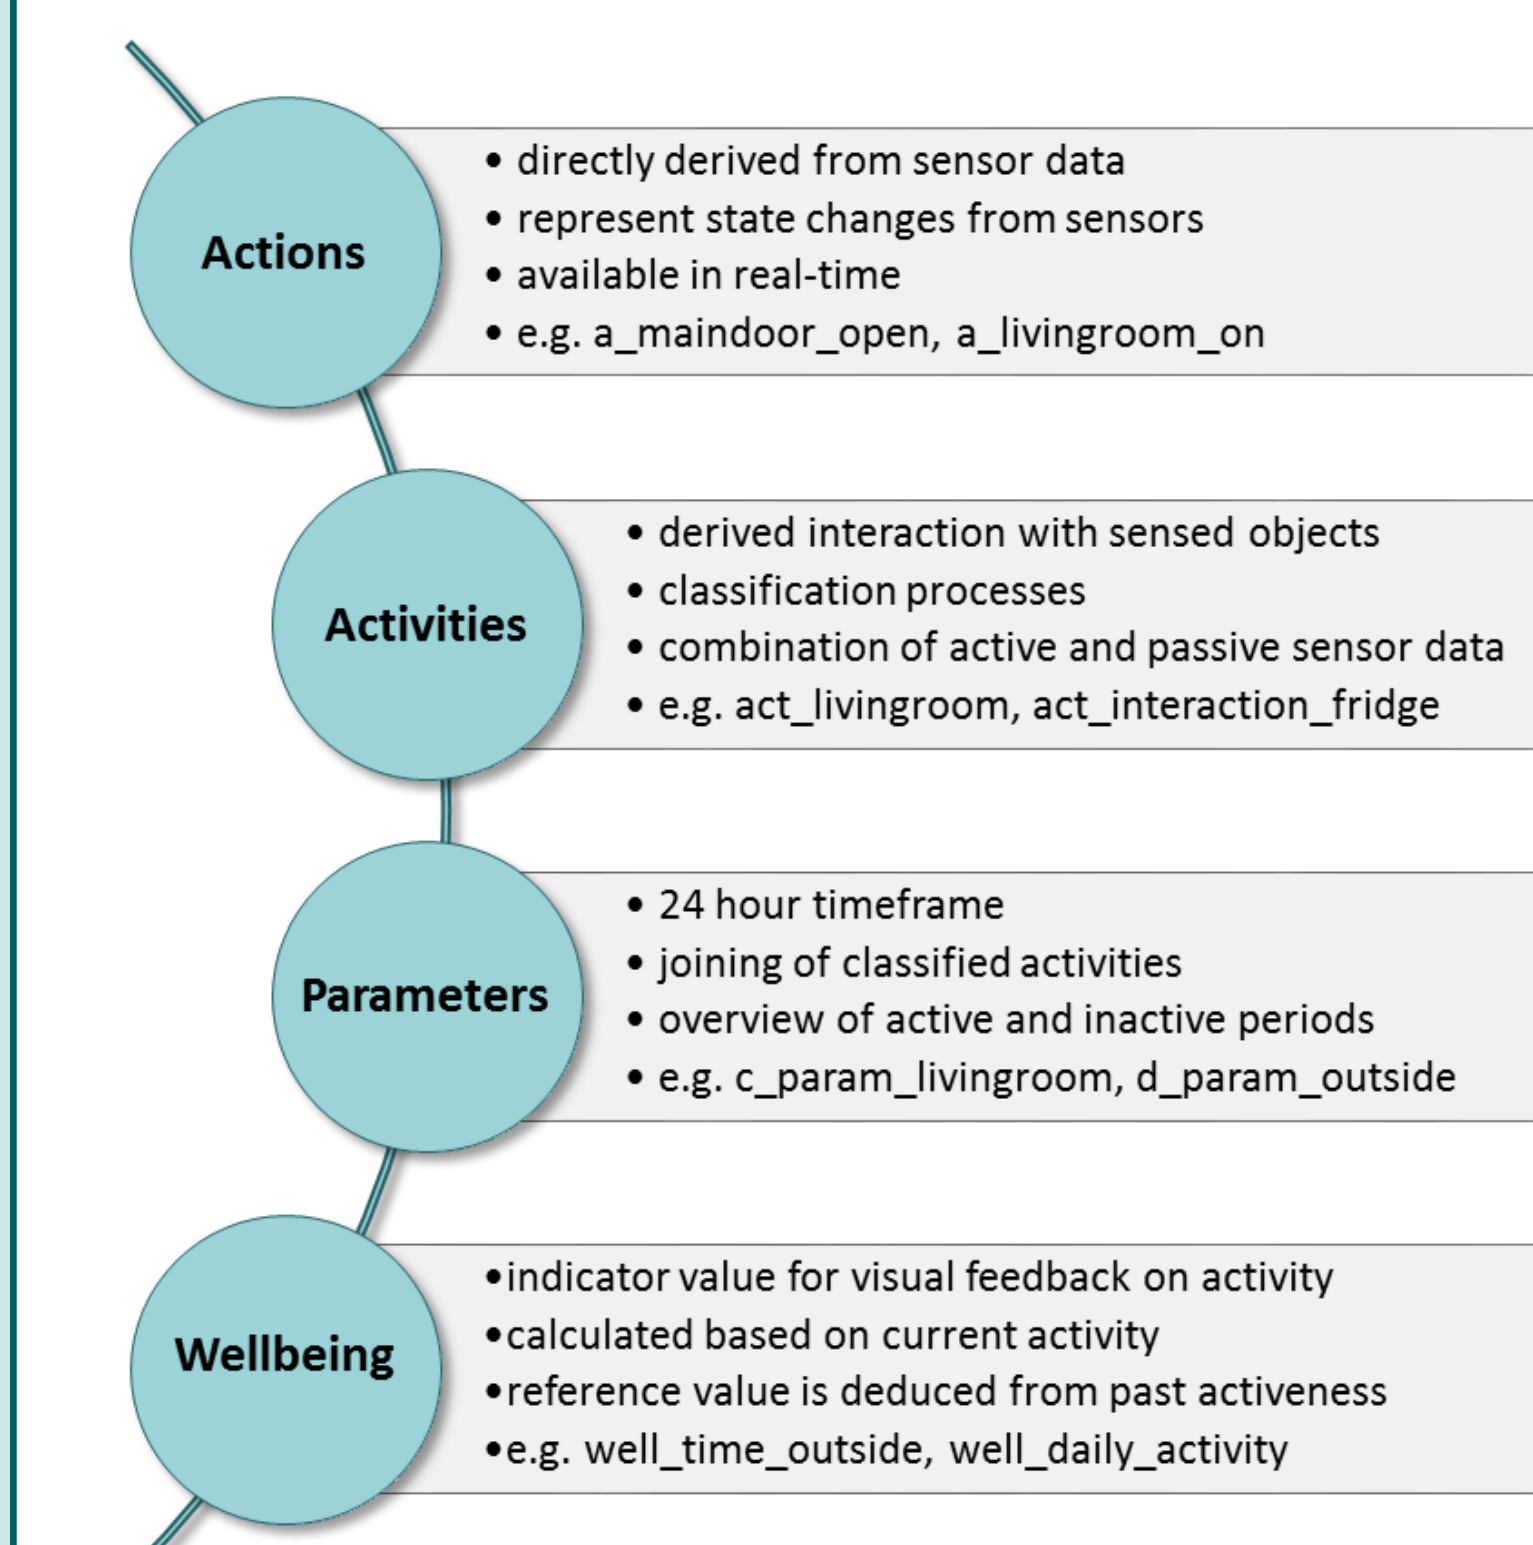 Actions
• directly derived from sensor data
• represent state changes from sensors
• available in real-time
• e.g. a_maindoor_open, a_livingroom_on
Activities
• derived interaction with sensed objects
• classification processes
• combination of active and passive sensor data
• e.g. act_livingroom, act_interaction_fridge
Parameters
• 24 hour timeframe
• joining of classified activities
• overview of active and inactive periods
• e.g. c_param_livingroom, d_param_outside
Wellbeing
•indicator value for visual feedback on activity
•calculated based on current activity
•reference value is deduced from past activeness
•e.g. well_time_outside, well_daily_activity